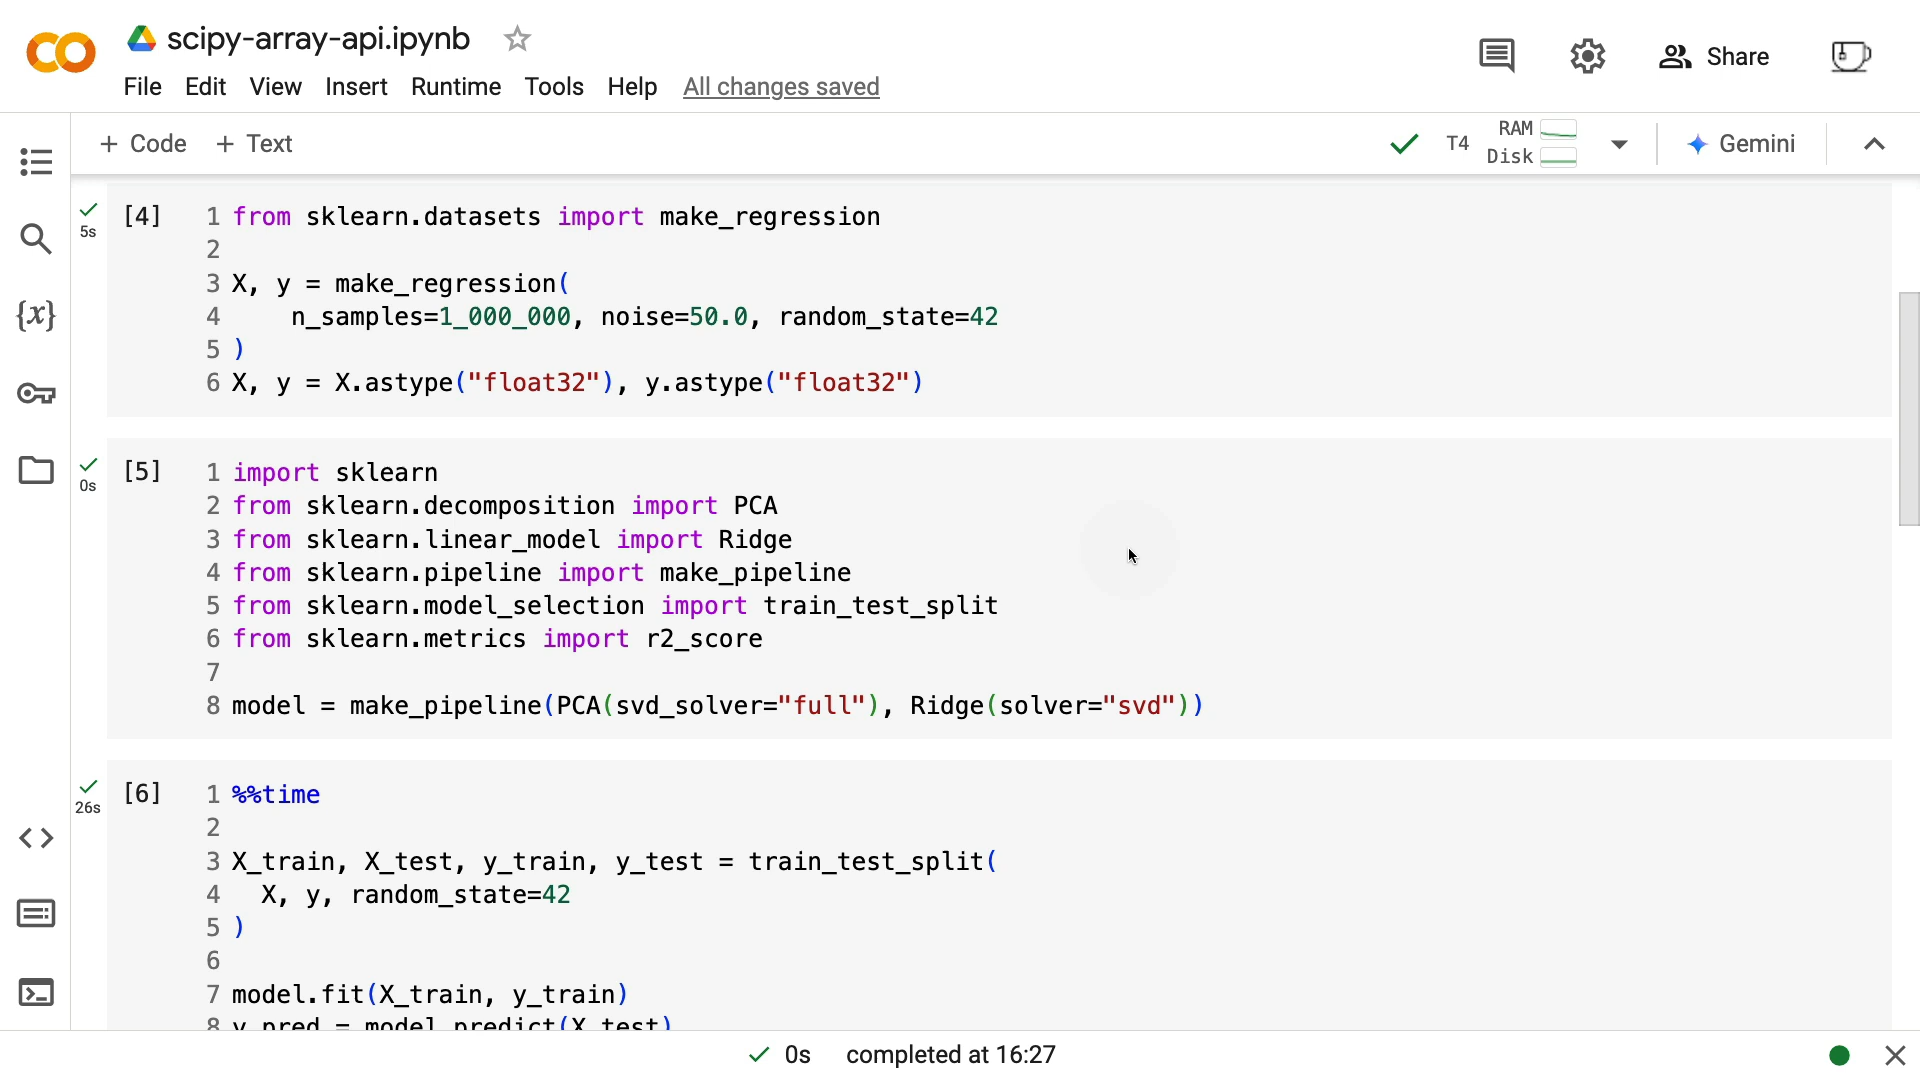 scipy-array-api.ipynb
File Edit View Insert Runtime Tools Help All changes saved
Share
+ Code + Text
T4 RAM Disk
Gemini
[4] 1 from sklearn.datasets import make_regression
5s
2
3 X, y = make_regression(
4     n_samples=1_000_000, noise=50.0, random_state=42
5 )
6 X, y = X.astype("float32"), y.astype("float32")
{x}
[5] 1 import sklearn
0s
2 from sklearn.decomposition import PCA
3 from sklearn.linear_model import Ridge
4 from sklearn.pipeline import make_pipeline
5 from sklearn.model_selection import train_test_split
6 from sklearn.metrics import r2_score
7
8 model = make_pipeline(PCA(svd_solver="full"), Ridge(solver="svd"))
[6] 1 %%time
26s
2
3 X_train, X_test, y_train, y_test = train_test_split(
4   X, y, random_state=42
5 )
6
7 model.fit(X_train, y_train)
8 y_pred = model.predict(X_test)
0s completed at 16:27